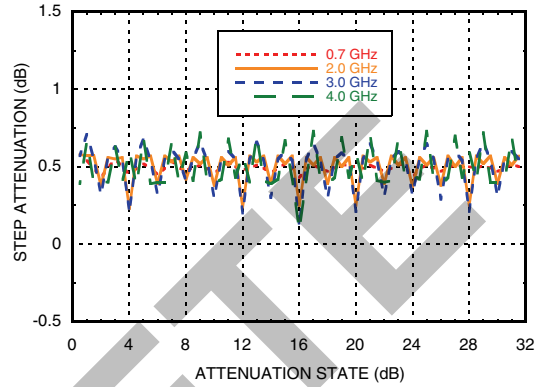 1.5
1
0.5
0
-0.5
STEP ATTENUATION (dB)
0.7 GHz
2.0 GHz
3.0 GHz
4.0 GHz
0 4 8 12 16 20 24 28 32
ATTENUATION STATE (dB)